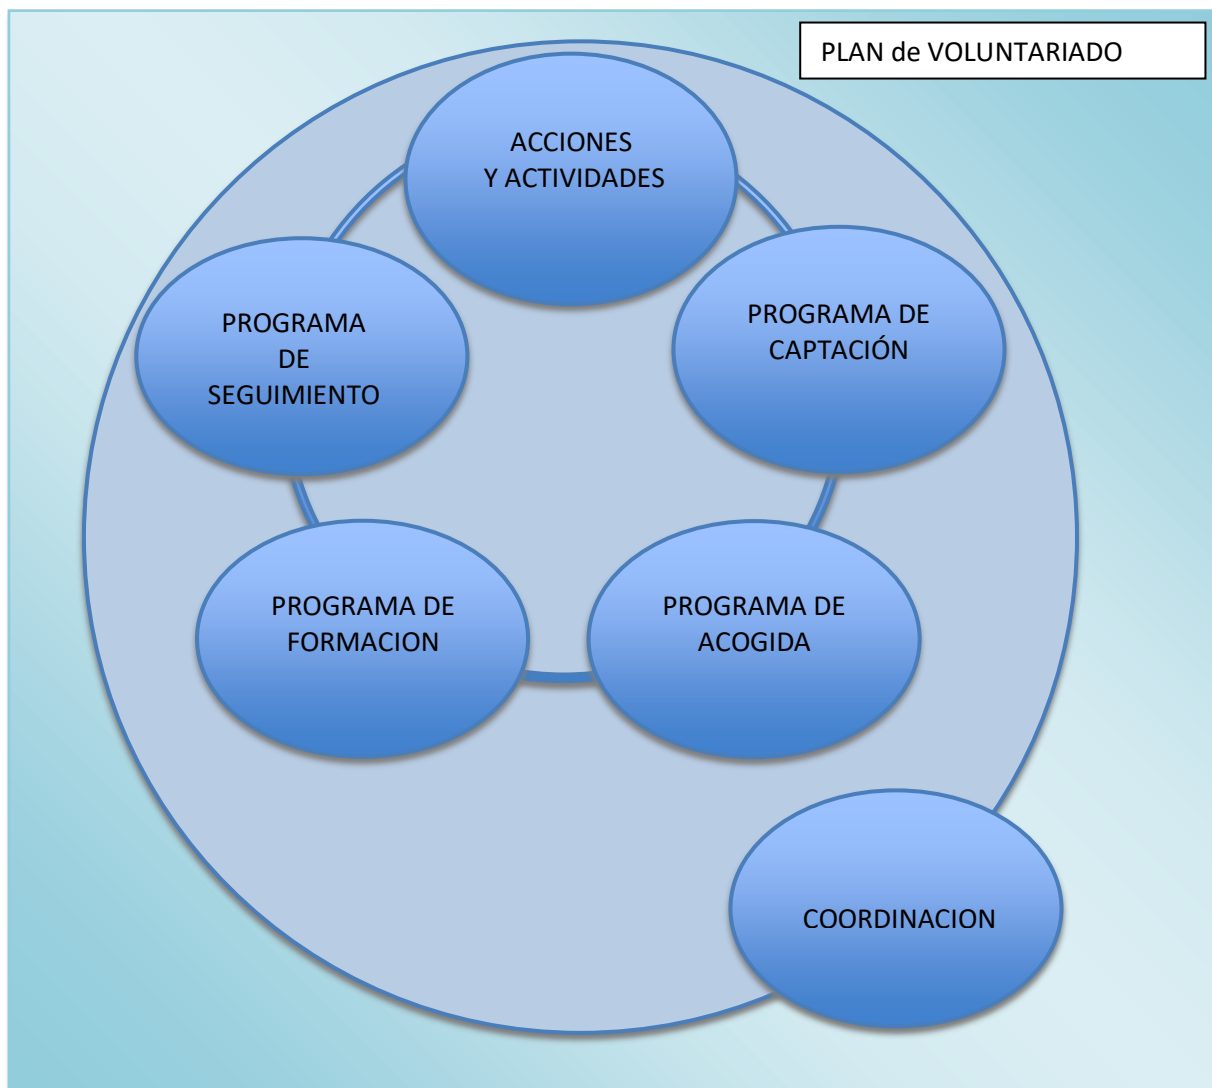 PLAN de VOLUNTARIADO
ACCIONES
Y ACTIVIDADES
PROGRAMA
DE
SEGUIMIENTO
PROGRAMA DE
CAPTACIÓN
PROGRAMA DE
FORMACION
PROGRAMA DE
ACOGIDA
COORDINACION